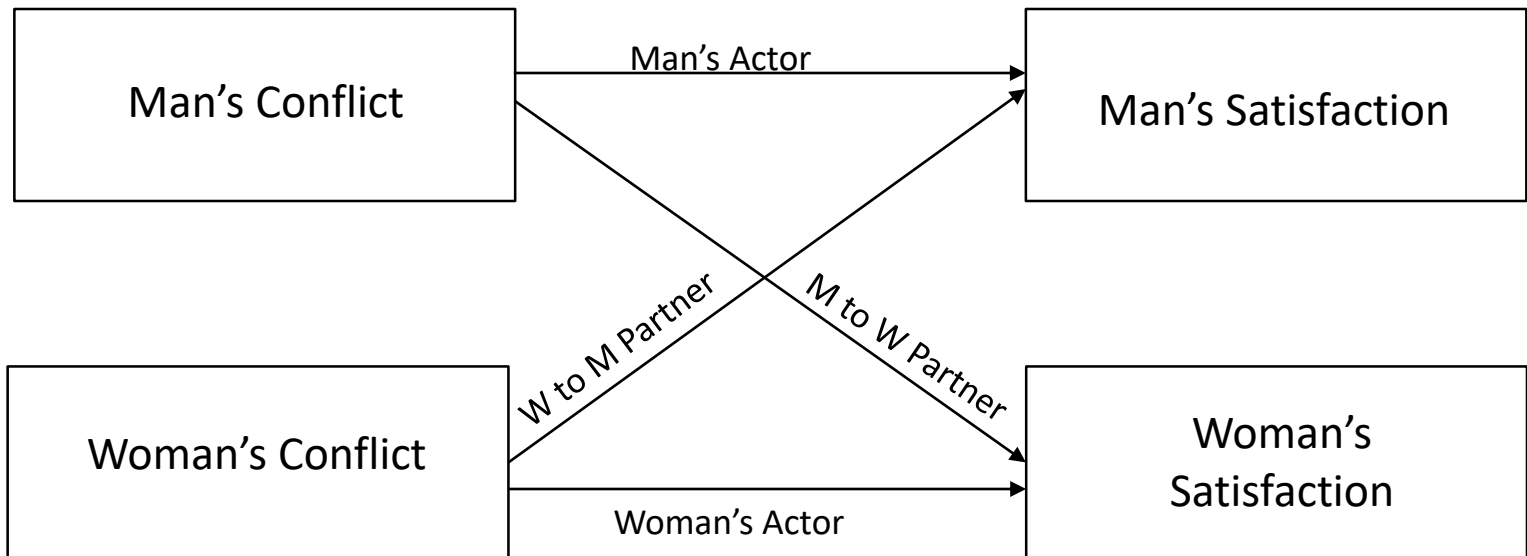 Man’s Actor
Man’s Conflict
Man’s Satisfaction
W to M Partner
M to W Partner
Woman’s Conflict
Woman’s
Satisfaction
Woman’s Actor